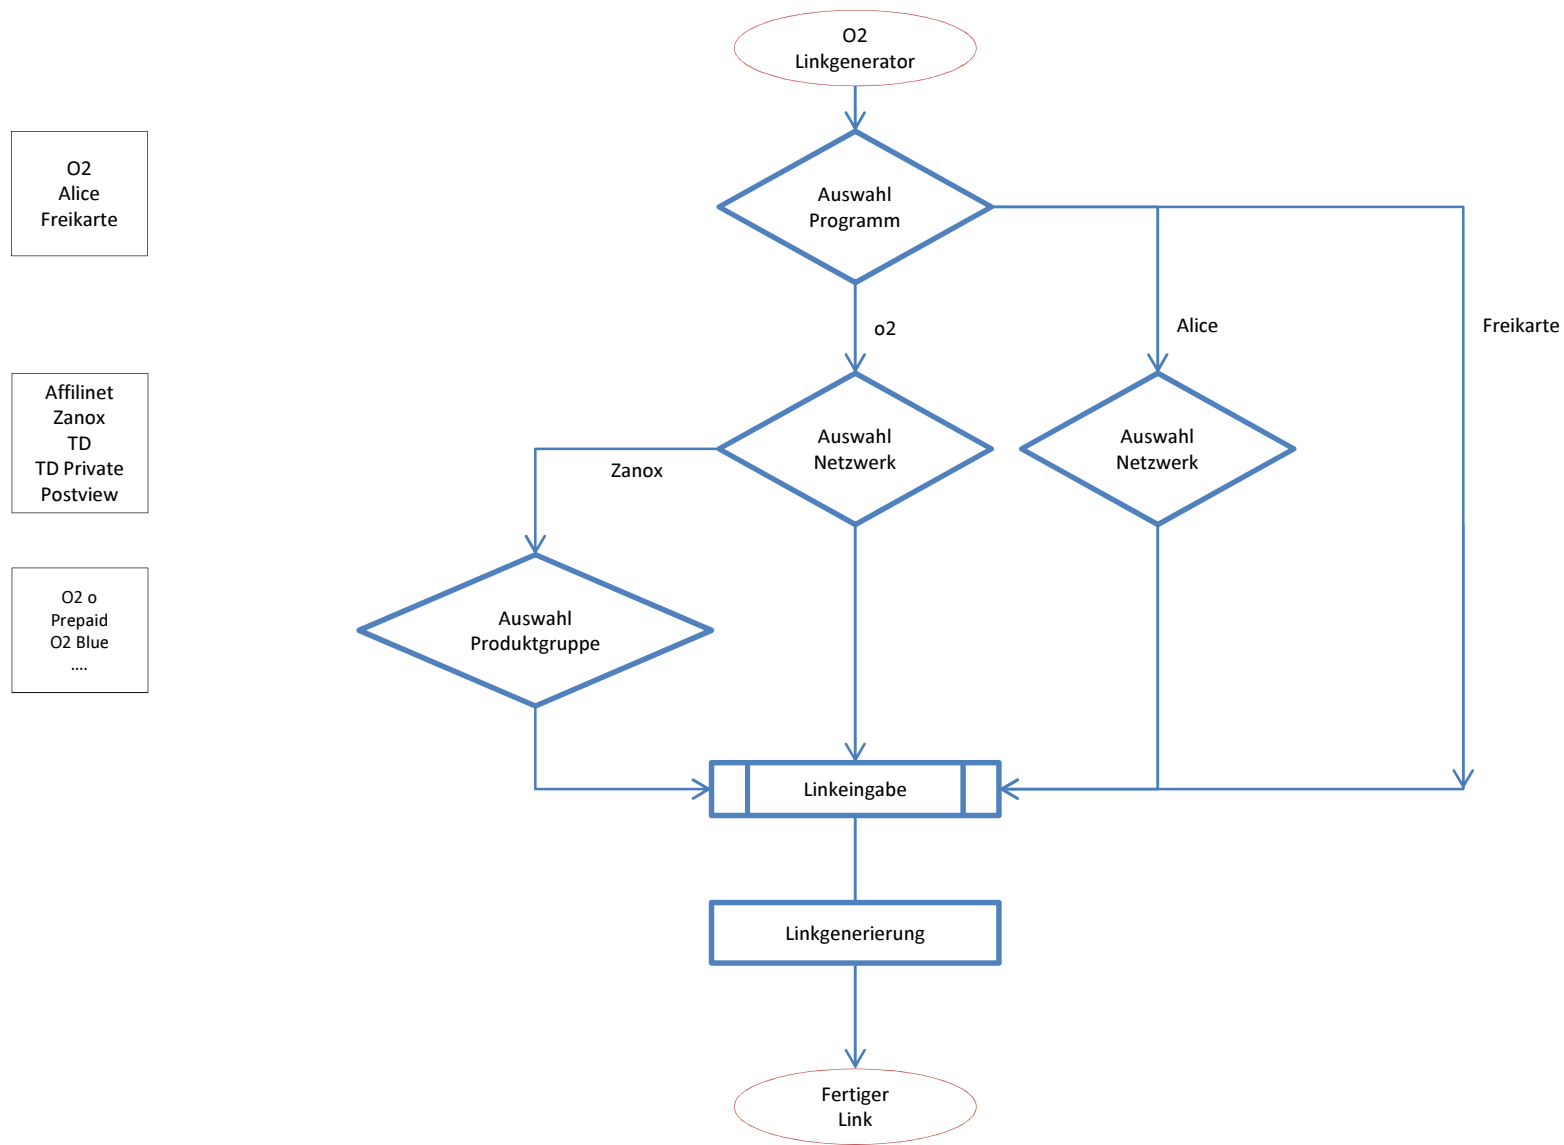 O2
Linkgenerator
O2
Alice
Freikarte
Auswahl
Programm
o2
Alice
Freikarte
Affilinet
Zanox
TD
TD Private
Postview
Zanox
Auswahl
Netzwerk
Auswahl
Netzwerk
O2 o
Prepaid
O2 Blue
....
Auswahl
Produktgruppe
Linkeingabe
Linkgenerierung
Fertiger
Link